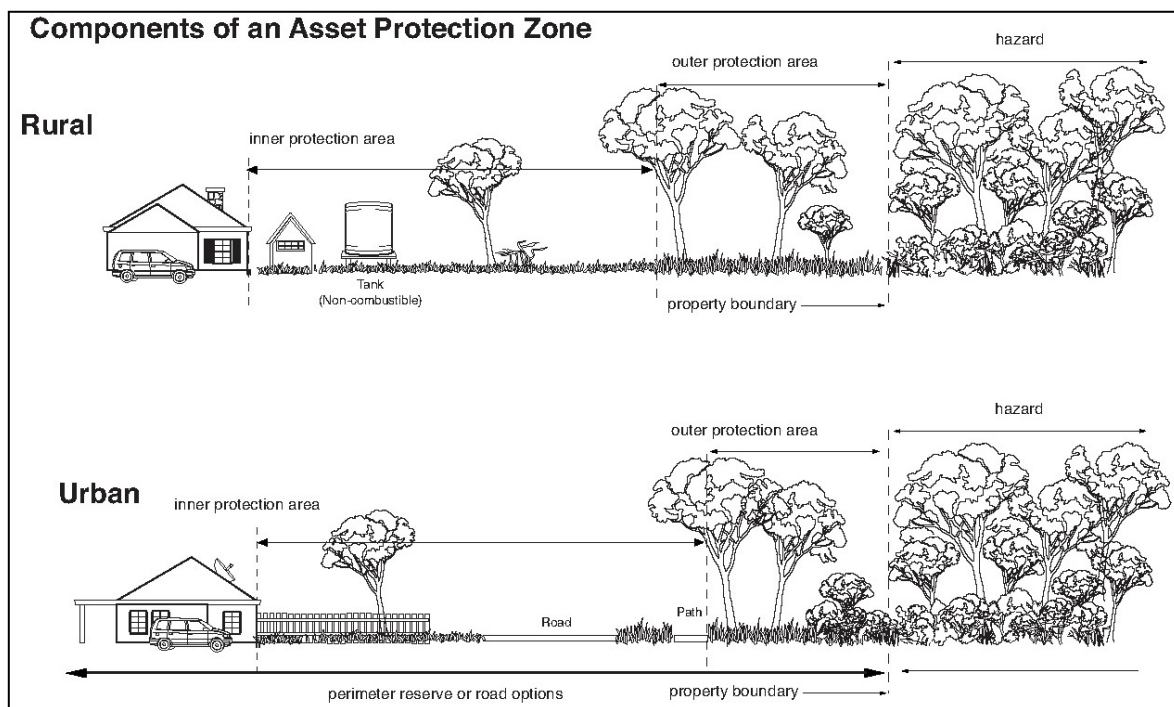 Components of an Asset Protection Zone
hazard
outer protection area
Rural
inner protection area
Tank
(Non-combustible)
property boundary
hazard
outer protection area
Urban
inner protection area
Path
Road
perimeter reserve or road options
property boundary